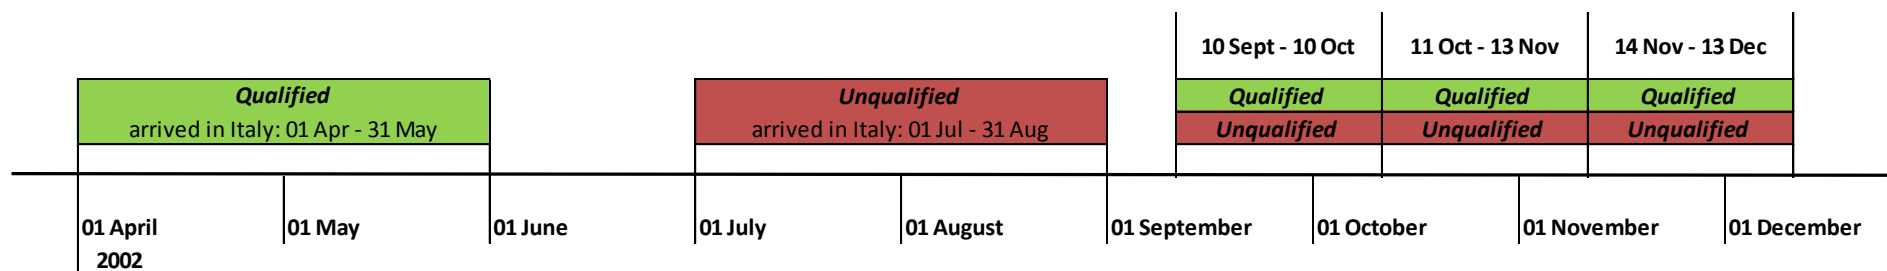 10 Sept - 10 Oct
11 Oct - 13 Nov
14 Nov - 13 Dec
Qualified
arrived in Italy: 01 Apr - 31 May
Unqualified
arrived in Italy: 01 Jul - 31 Aug
Qualified
Qualified
Qualified
Unqualified
Unqualified
Unqualified
01 April
2002
01 May
01 June
01 July
01 August
01 September
01 October
01 November
01 December